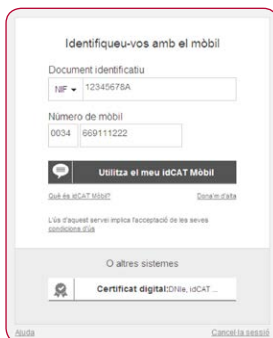 Identifiqueu-vos amb el mòbil
Document identificatiu
NIF 12345678A
Número de mòbil
0034 669111222
Utilitza el meu idCAT Mòbil
Què és idCAT Mòbil? Dona'm d'alta
L'ús d'aquest servei implica l'acceptació de les seves
condicions d'ús
O altres sistemes
Certificat digital:DNIe, idCAT ...
Ajuda Cancel·la sessió